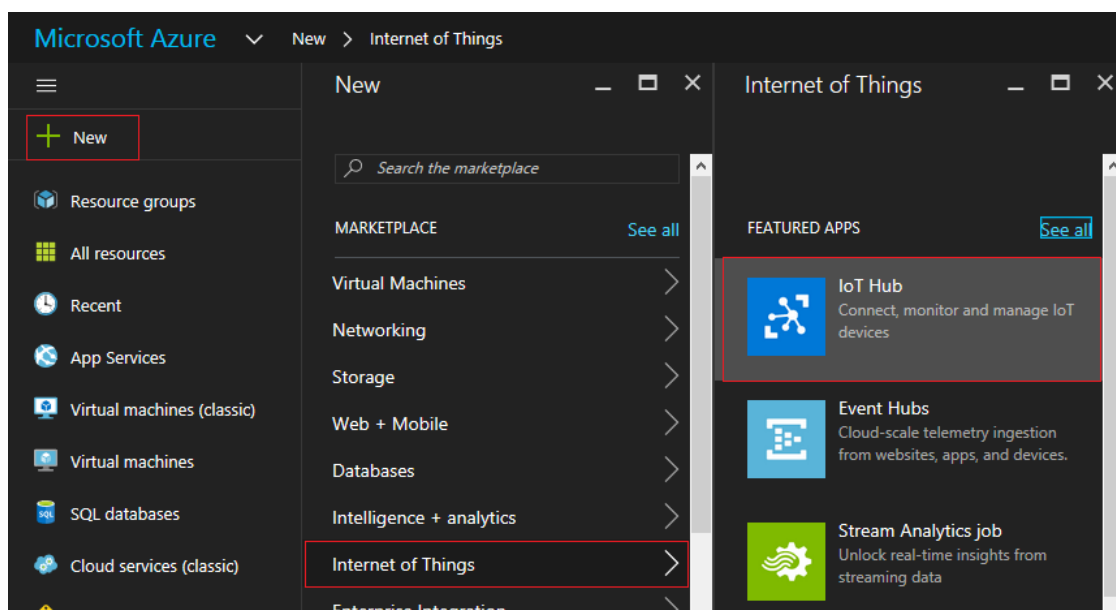 Microsoft Azure New > Internet of Things
New
Resource groups
All resources
Recent
App Services
Virtual machines (classic)
Virtual machines
SQL databases
Cloud services (classic)
New
Search the marketplace
MARKETPLACE See all
Virtual Machines
Networking
Storage
Web + Mobile
Databases
Intelligence + analytics
Internet of Things
Enterprise Integration
Internet of Things
FEATURED APPS See all
IoT Hub
Connect, monitor and manage IoT
devices
Event Hubs
Cloud-scale telemetry ingestion
from websites, apps, and devices.
Stream Analytics job
Unlock real-time insights from
streaming data